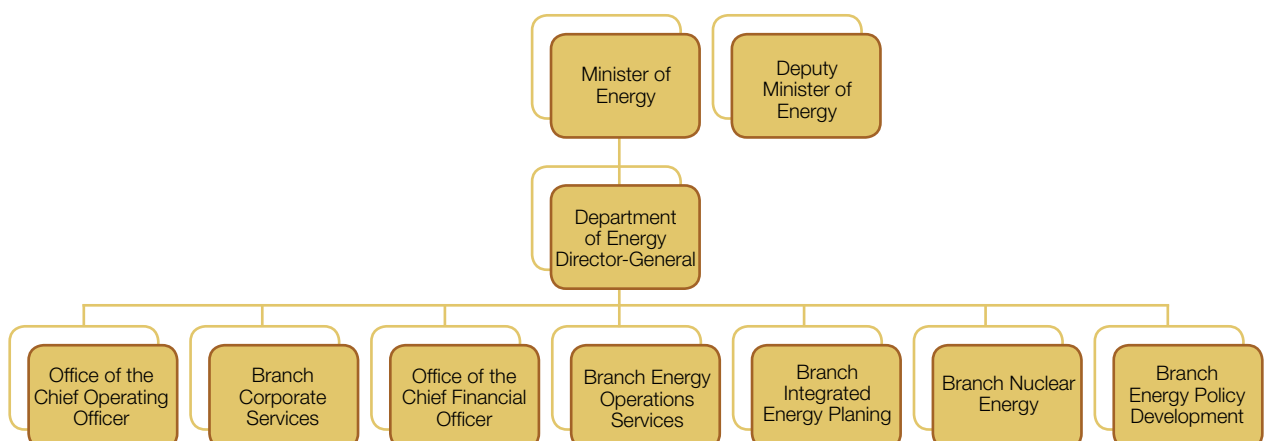 Minister of
Energy
Deputy
Minister of
Energy
Department
of Energy
Director-General
Office of the
Chief Operating
Officer
Branch
Corporate
Services
Office of the
Chief Financial
Officer
Branch Energy
Operations
Services
Branch
Integrated
Energy Planing
Branch Nuclear
Energy
Branch
Energy Policy
Development